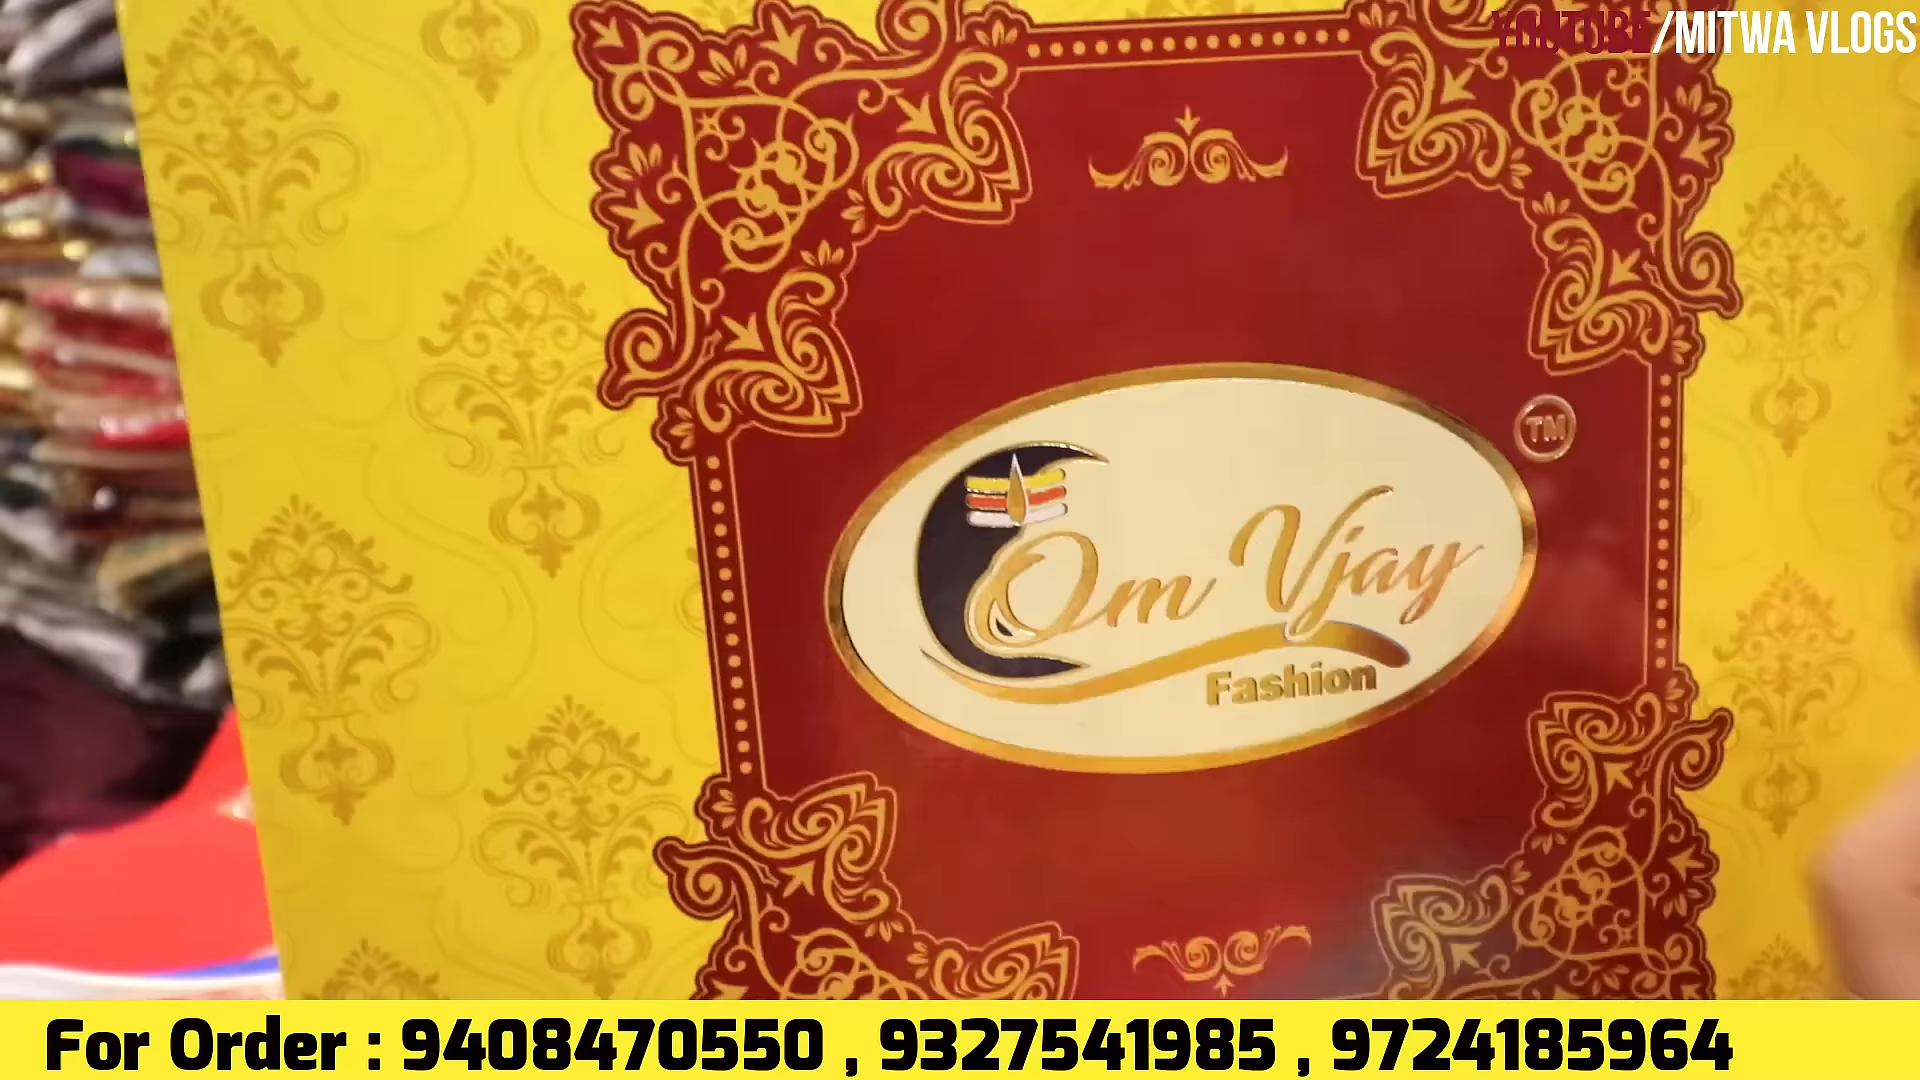 YOUTUBE/MITWA VLOGS
TM
Om Vjay
Fashion
For Order : 9408470550 , 9327541985 , 9724185964